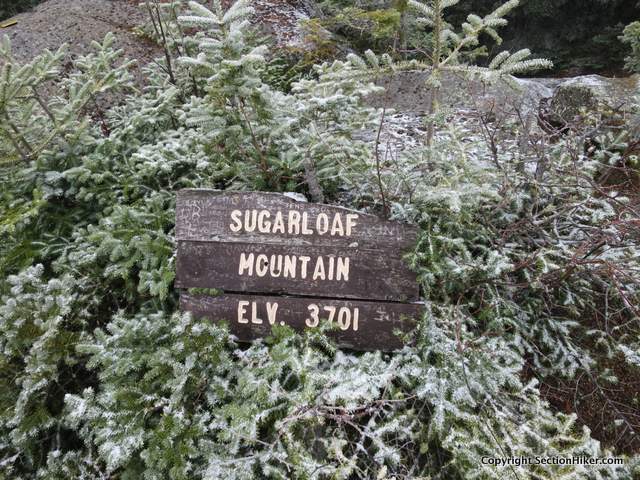 SUGARLOAF
MOUNTAIN
ELV. 3701
Copyright SectionHiker.com